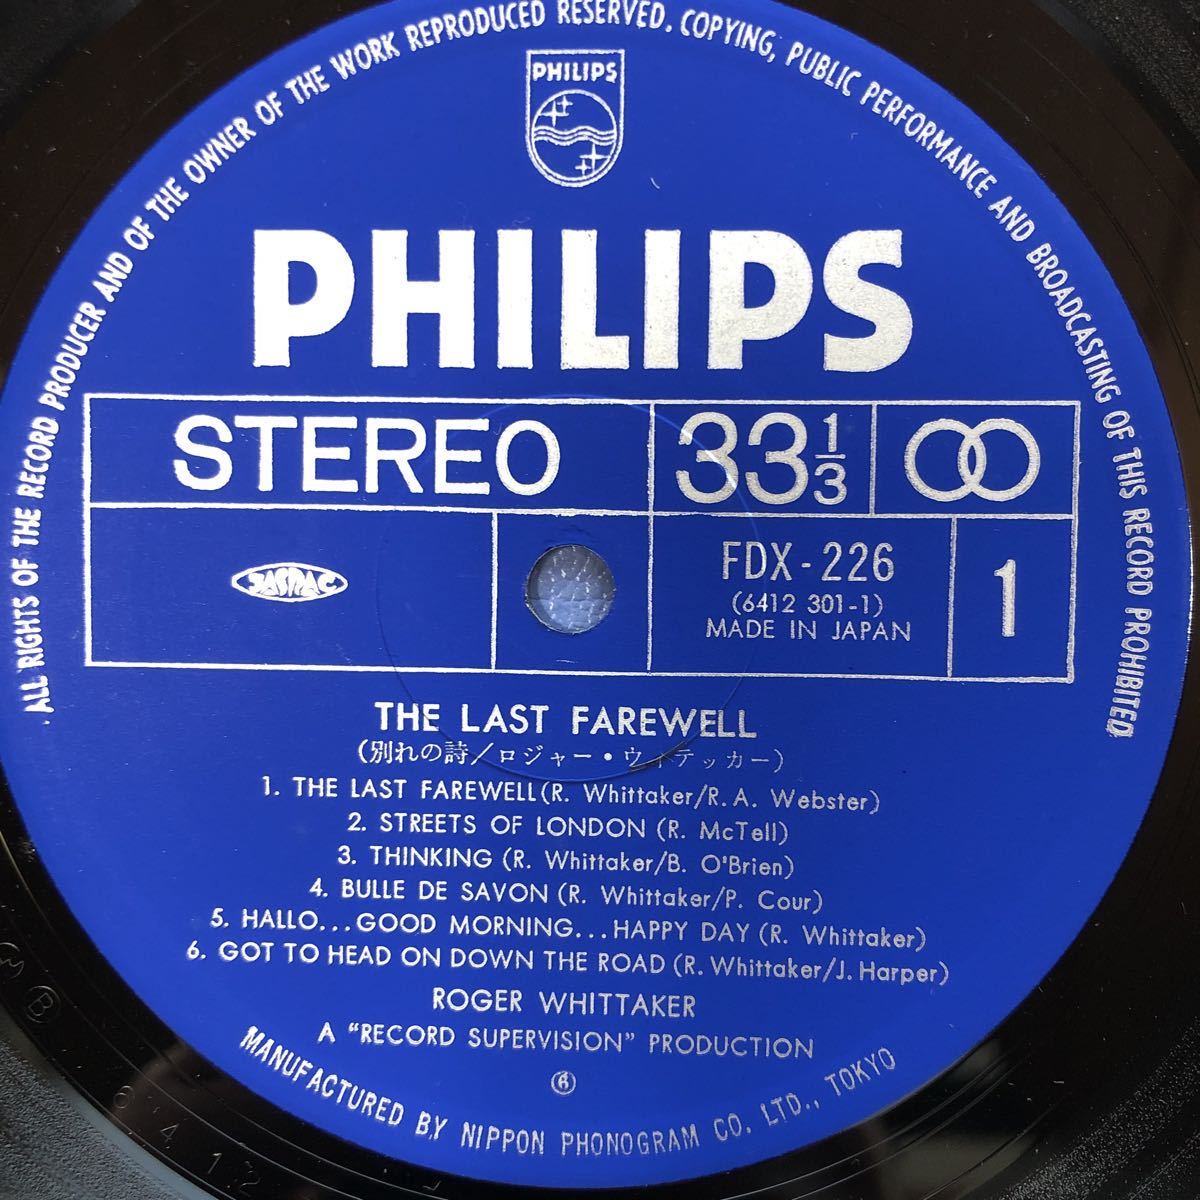 ALL RIGHTS OF THE RECORD PRODUCER AND OF THE OWNER OF THE WORK REPRODUCED RESERVED. COPYING, PUBLIC PERFORMANCE AND BROADCASTING OF THIS RECORD PROHIBITED
PHILIPS
PHILIPS
STEREO
33 1/3
JASRAC
FDX-226
(6412 301-1)
MADE IN JAPAN
1
THE LAST FAREWELL
(別れの詩/ロジャー・ウィテッカー)
1. THE LAST FAREWELL(R. Whittaker/R. A. Webster)
2. STREETS OF LONDON (R. McTell)
3. THINKING (R. Whittaker/B. O'Brien)
4. BULLE DE SAVON (R. Whittaker/P. Cour)
5. HALLO...GOOD MORNING...HAPPY DAY (R. Whittaker)
6. GOT TO HEAD ON DOWN THE ROAD (R. Whittaker/J. Harper)
ROGER WHITTAKER
A "RECORD SUPERVISION" PRODUCTION
MANUFACTURED BY NIPPON PHONOGRAM CO. LTD., TOKYO